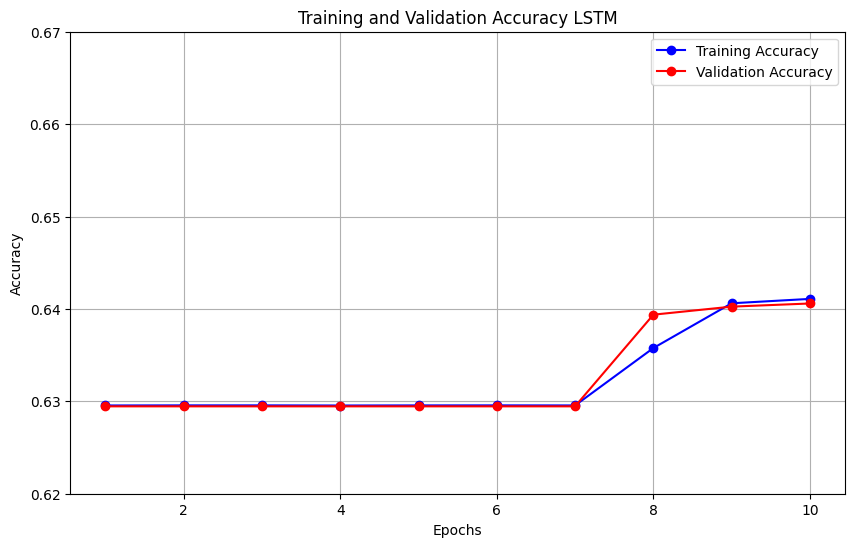 Training and Validation Accuracy LSTM
Training Accuracy
Validation Accuracy
Accuracy
0.67
0.66
0.65
0.64
0.63
0.62
2 4 6 8 10
Epochs